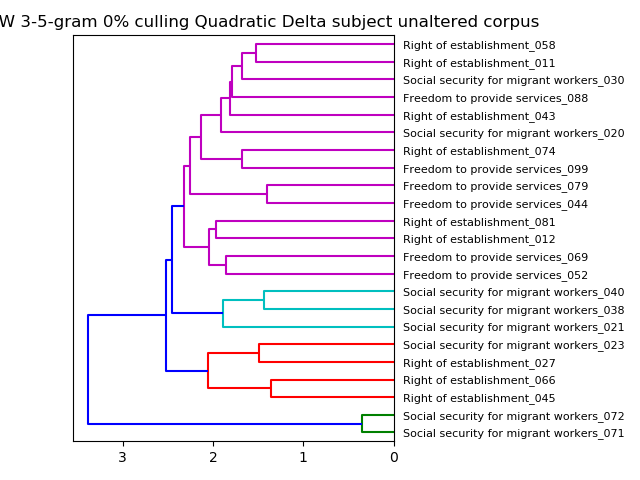 W 3-5-gram 0% culling Quadratic Delta subject unaltered corpus
Right of establishment_058
Right of establishment_011
Social security for migrant workers_030
Freedom to provide services_088
Right of establishment_043
Social security for migrant workers_020
Right of establishment_074
Freedom to provide services_099
Freedom to provide services_079
Freedom to provide services_044
Right of establishment_081
Right of establishment_012
Freedom to provide services_069
Freedom to provide services_052
Social security for migrant workers_040
Social security for migrant workers_038
Social security for migrant workers_021
Social security for migrant workers_023
Right of establishment_027
Right of establishment_066
Right of establishment_045
Social security for migrant workers_072
Social security for migrant workers_071
3 2 1 0